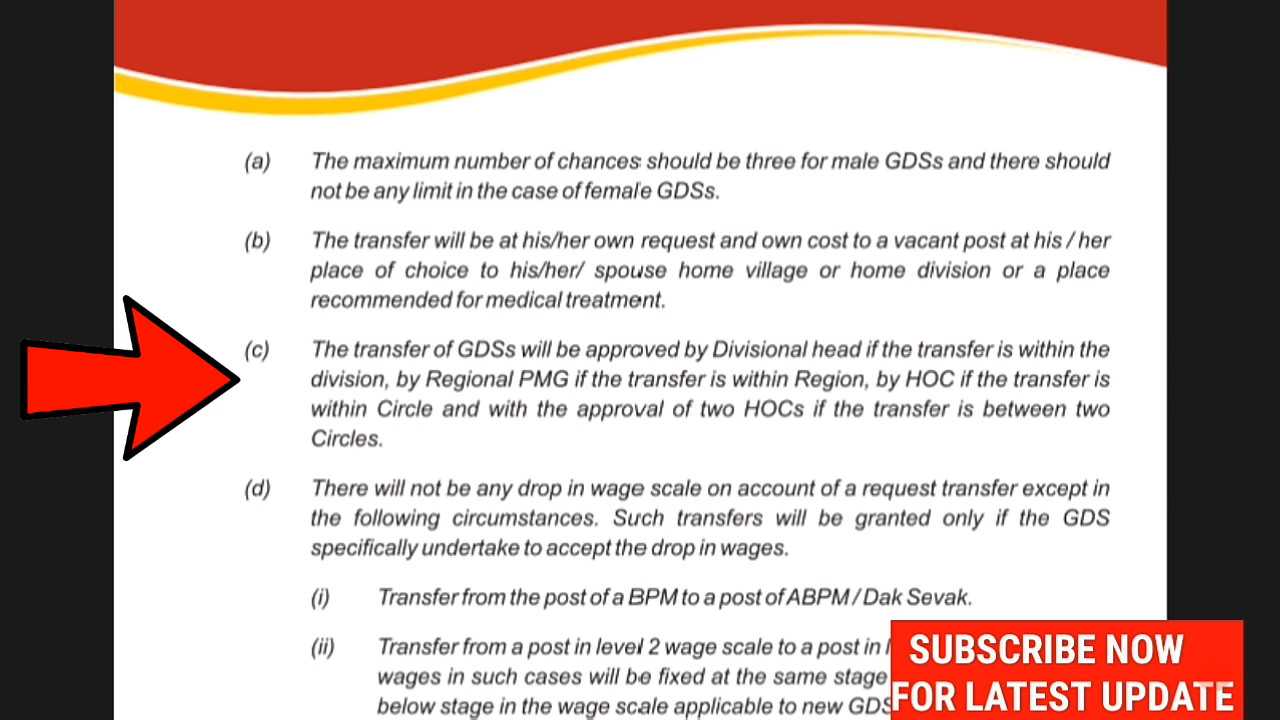 (a) The maximum number of chances should be three for male GDSs and there should
not be any limit in the case of female GDSs.
(b) The transfer will be at his/her own request and own cost to a vacant post at his / her
place of choice to his/her/ spouse home village or home division or a place
recommended for medical treatment.
(c) The transfer of GDSs will be approved by Divisional head if the transfer is within the
division, by Regional PMG if the transfer is within Region, by HOC if the transfer is
within Circle and with the approval of two HOCs if the transfer is between two
Circles.
(d) There will not be any drop in wage scale on account of a request transfer except in
the following circumstances. Such transfers will be granted only if the GDS
specifically undertake to accept the drop in wages.
(i) Transfer from the post of a BPM to a post of ABPM / Dak Sevak.
(ii) Transfer from a post in level 2 wage scale to a post in
wages in such cases will be fixed at the same stage
below stage in the wage scale applicable to new GDS
SUBSCRIBE NOW
FOR LATEST UPDATE